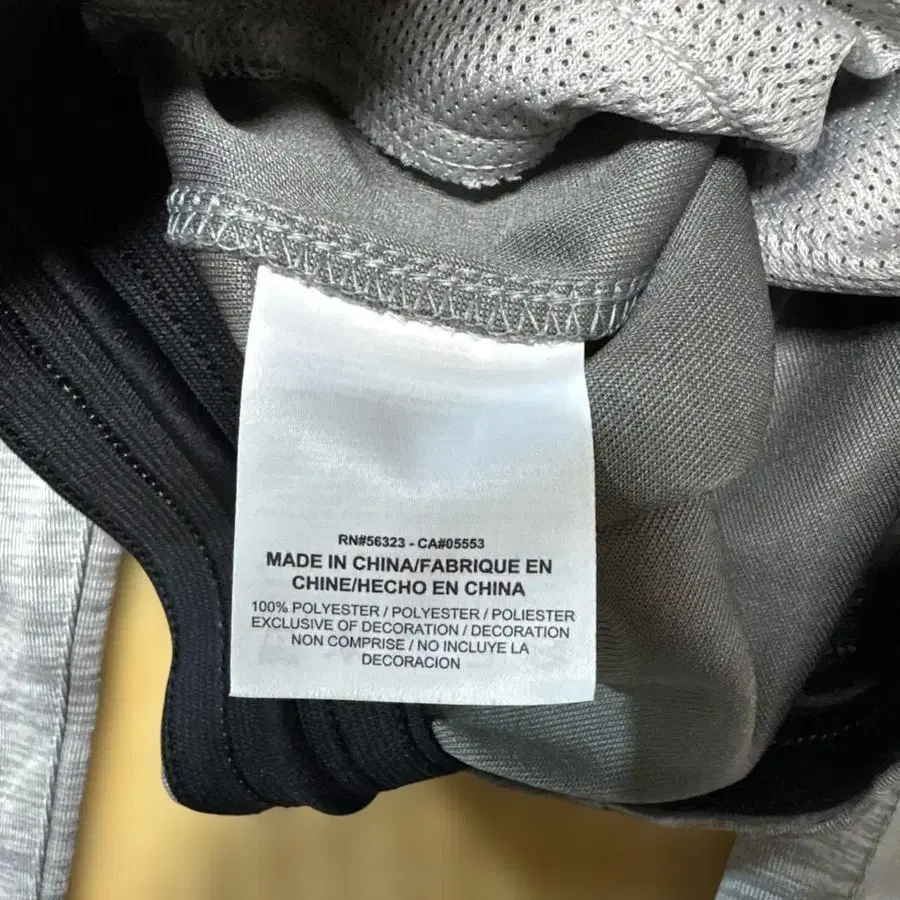 RN#56323 - CA#05553
MADE IN CHINA/FABRIQUE EN
CHINE/HECHO EN CHINA
100% POLYESTER / POLYESTER / POLIESTER
EXCLUSIVE OF DECORATION / DECORATION
NON COMPRISE / NO INCLUYE LA
DECORACION